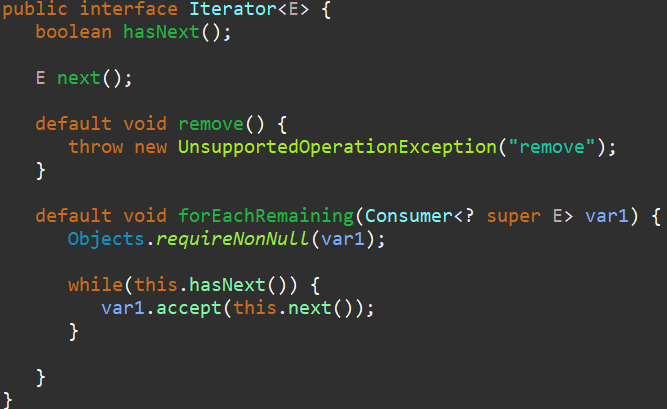 public interface Iterator<E> {
boolean hasNext();
E next();
default void remove() {
throw new UnsupportedOperationException("remove");
}
default void forEachRemaining(Consumer<? super E> var1) {
Objects.requireNonNull(var1);
while(this.hasNext()) {
var1.accept(this.next());
}
}
}